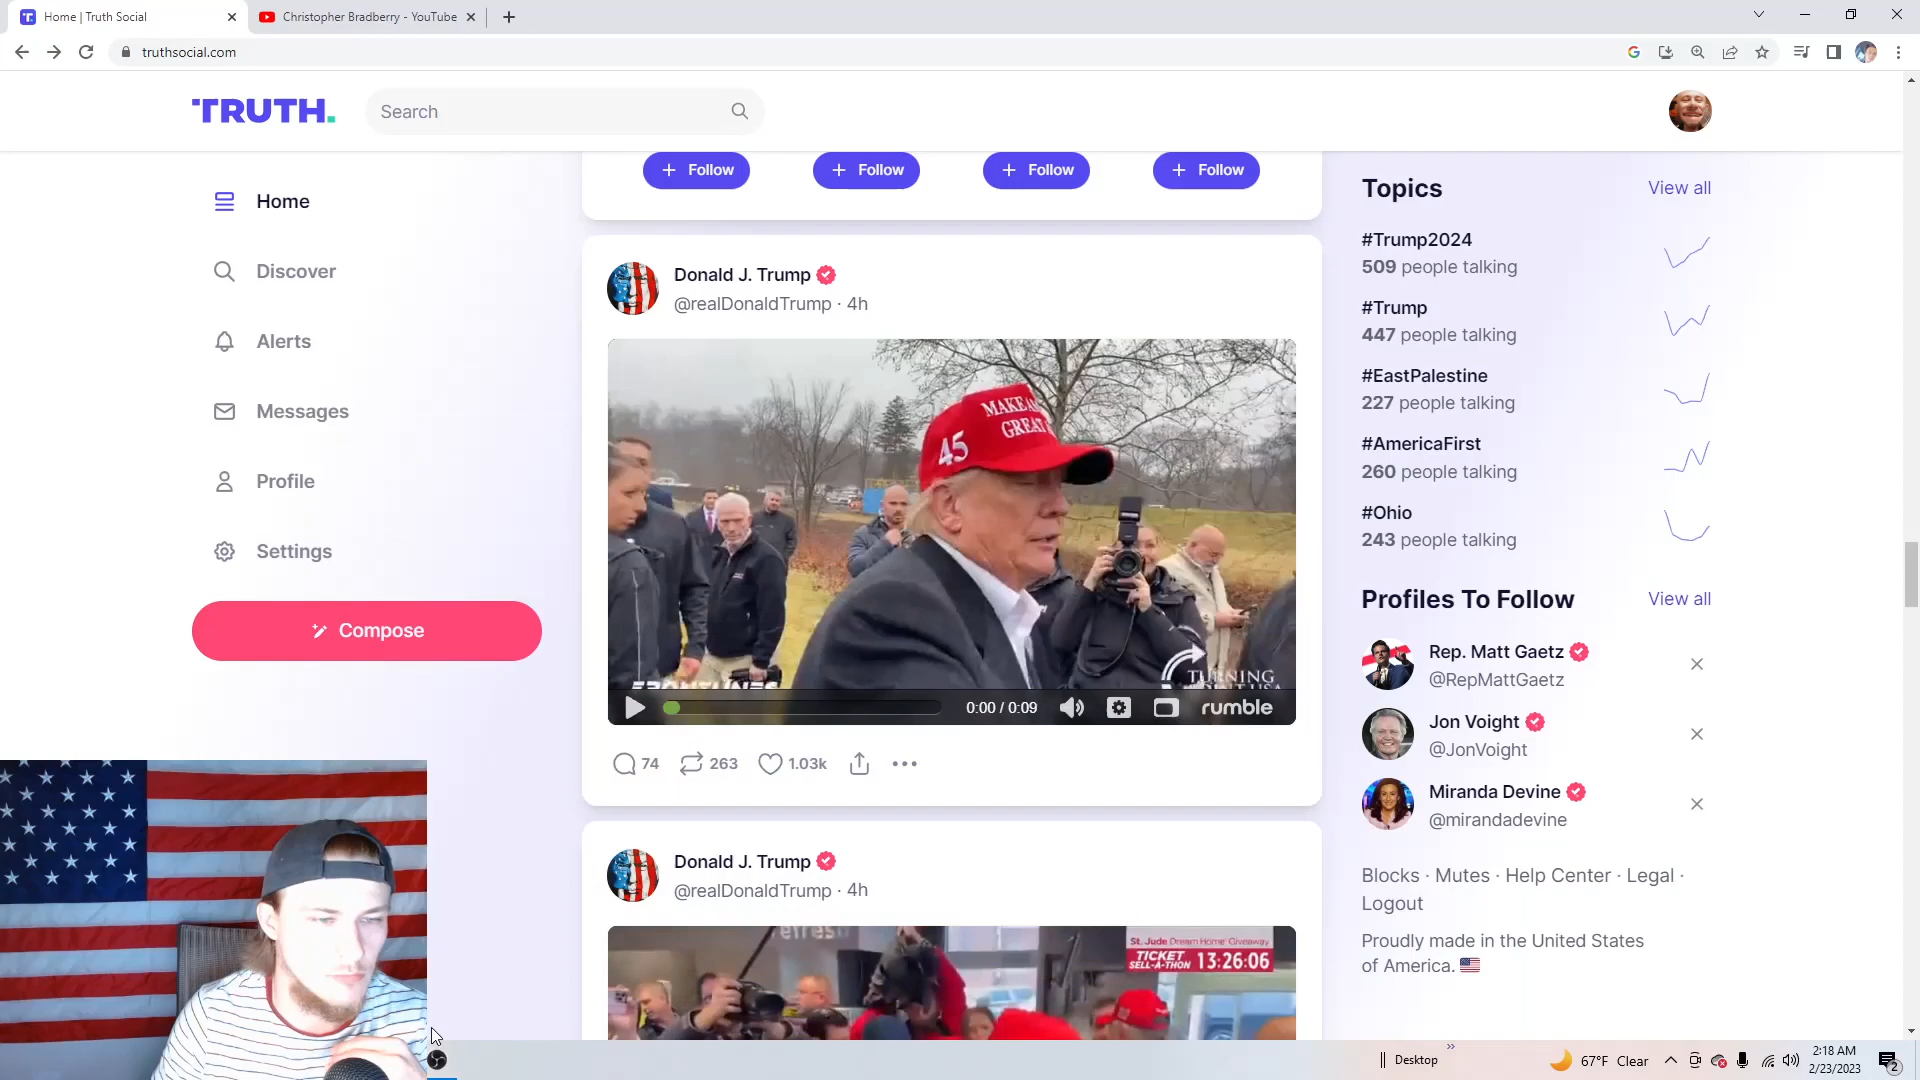 Home | Truth Social
Christopher Bradberry - YouTube
truthsocial.com
TRUTH.
Search
Follow
Follow
Follow
Follow
Home
Discover
Alerts
Messages
Profile
Settings
Compose
Donald J. Trump
@realDonaldTrump · 4h
MAKE
GREAT
45
FRONTLINES
TURNING
POINT USA
0:00 / 0:09
rumble
74
263
1.03k
Donald J. Trump
@realDonaldTrump · 4h
St. Jude Dream Home Giveaway
TICKET
SELL-A-THON
13:26:06
Topics
View all
#Trump2024
509 people talking
#Trump
447 people talking
#EastPalestine
227 people talking
#AmericaFirst
260 people talking
#Ohio
243 people talking
Profiles To Follow
View all
Rep. Matt Gaetz
@RepMattGaetz
Jon Voight
@JonVoight
Miranda Devine
@mirandadevine
Blocks · Mutes · Help Center · Legal ·
Logout
Proudly made in the United States
of America.
Desktop
67°F Clear
2:18 AM
2/23/2023
2